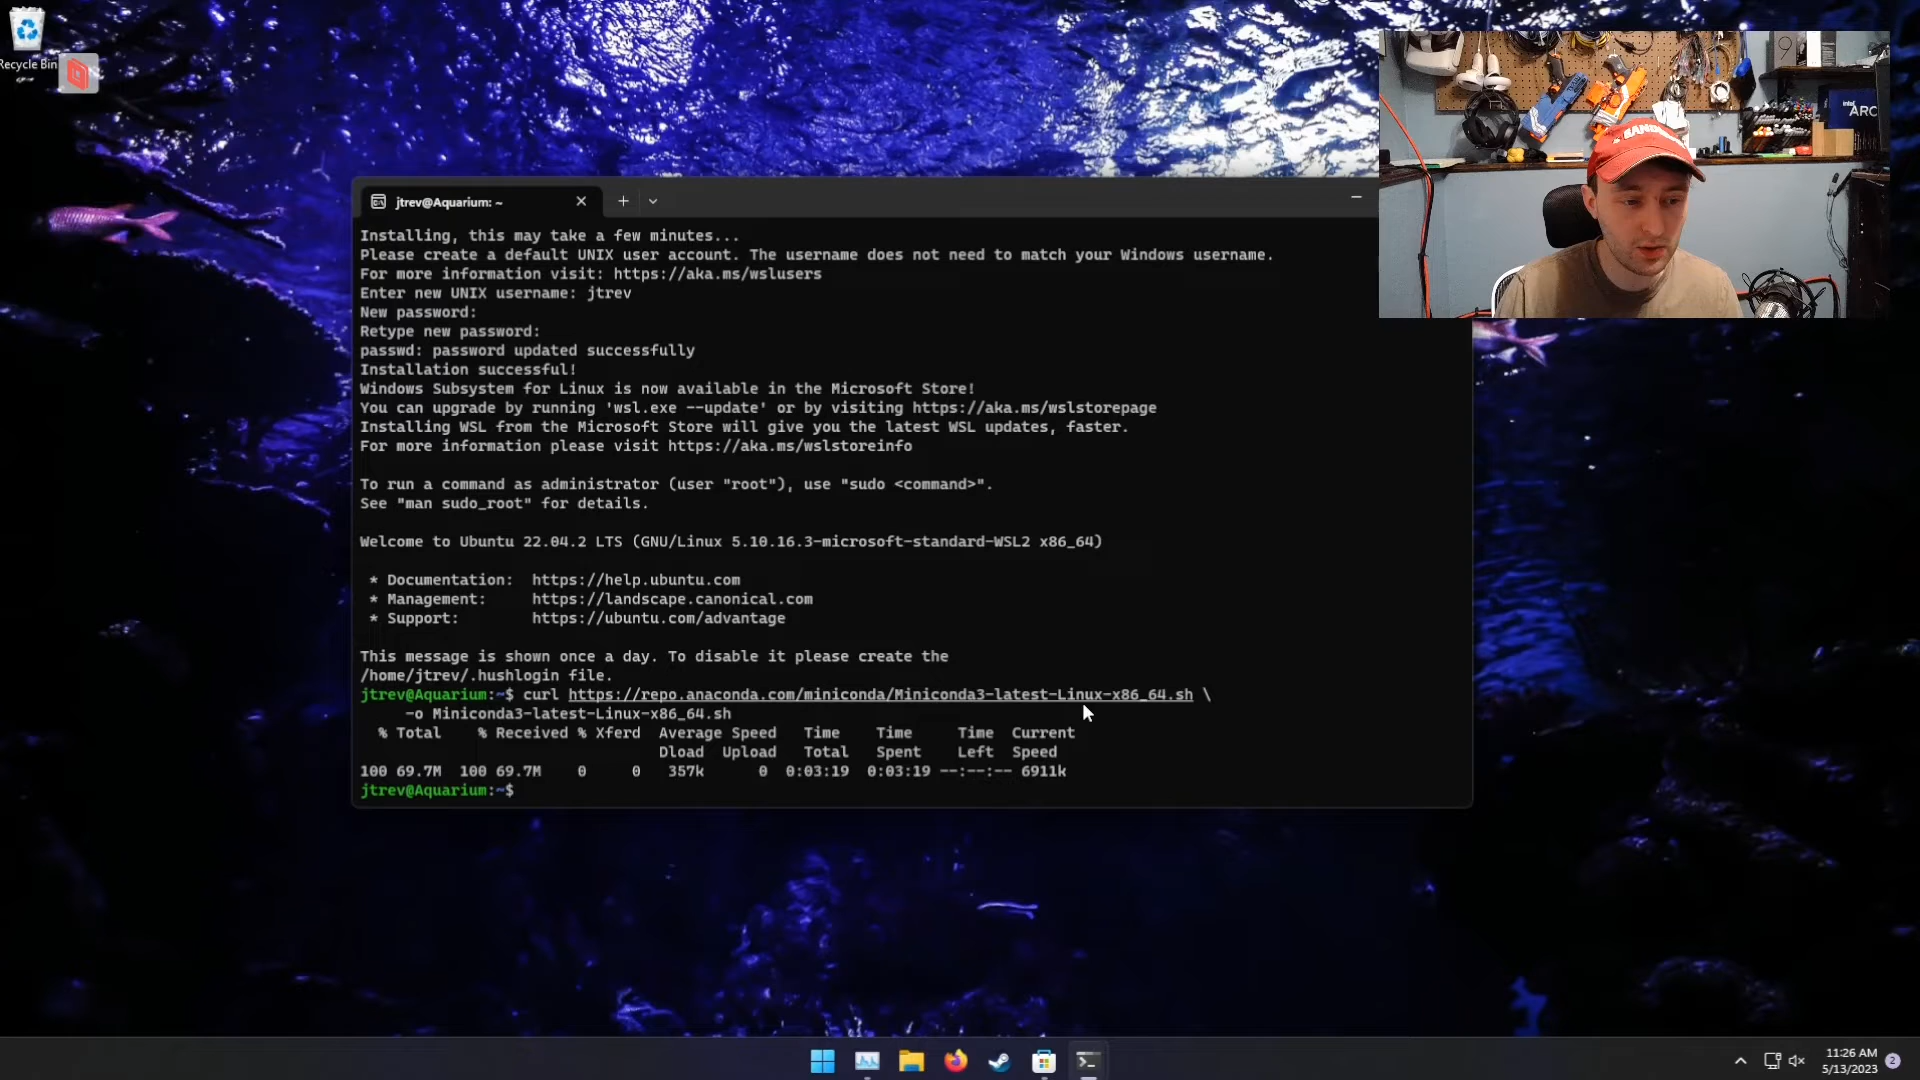 Recycle Bin
ARC
jtrev@Aquarium: ~
Installing, this may take a few minutes...
Please create a default UNIX user account. The username does not need to match your Windows username.
For more information visit: https://aka.ms/wslusers
Enter new UNIX username: jtrev
New password:
Retype new password:
passwd: password updated successfully
Installation successful!
Windows Subsystem for Linux is now available in the Microsoft Store!
You can upgrade by running 'wsl.exe --update' or by visiting https://aka.ms/wslstorepage
Installing WSL from the Microsoft Store will give you the latest WSL updates, faster.
For more information please visit https://aka.ms/wslstoreinfo
To run a command as administrator (user "root"), use "sudo <command>".
See "man sudo_root" for details.
Welcome to Ubuntu 22.04.2 LTS (GNU/Linux 5.10.16.3-microsoft-standard-WSL2 x86_64)
* Documentation: https://help.ubuntu.com
* Management: https://landscape.canonical.com
* Support: https://ubuntu.com/advantage
This message is shown once a day. To disable it please create the
/home/jtrev/.hushlogin file.
jtrev@Aquarium:~$ curl https://repo.anaconda.com/miniconda/Miniconda3-latest-Linux-x86_64.sh \
-o Miniconda3-latest-Linux-x86_64.sh
% Total % Received % Xferd Average Speed Time Time Time Current
Dload Upload Total Spent Left Speed
100 69.7M 100 69.7M 0 0 357k 0 0:03:19 0:03:19 --:--:-- 6911k
jtrev@Aquarium:~$
11:26 AM
5/13/2023
2